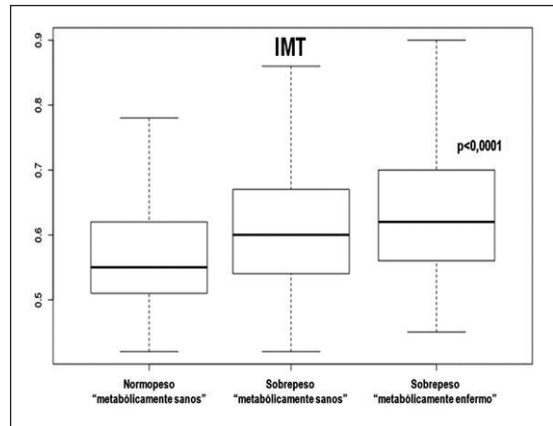 IMT
0.9
0.8
0.7
0.6
0.5
p<0,0001
Normopeso
"metabólicamente sanos"
Sobrepeso
"metabólicamente sanos"
Sobrepeso
"metabólicamente enfermo"